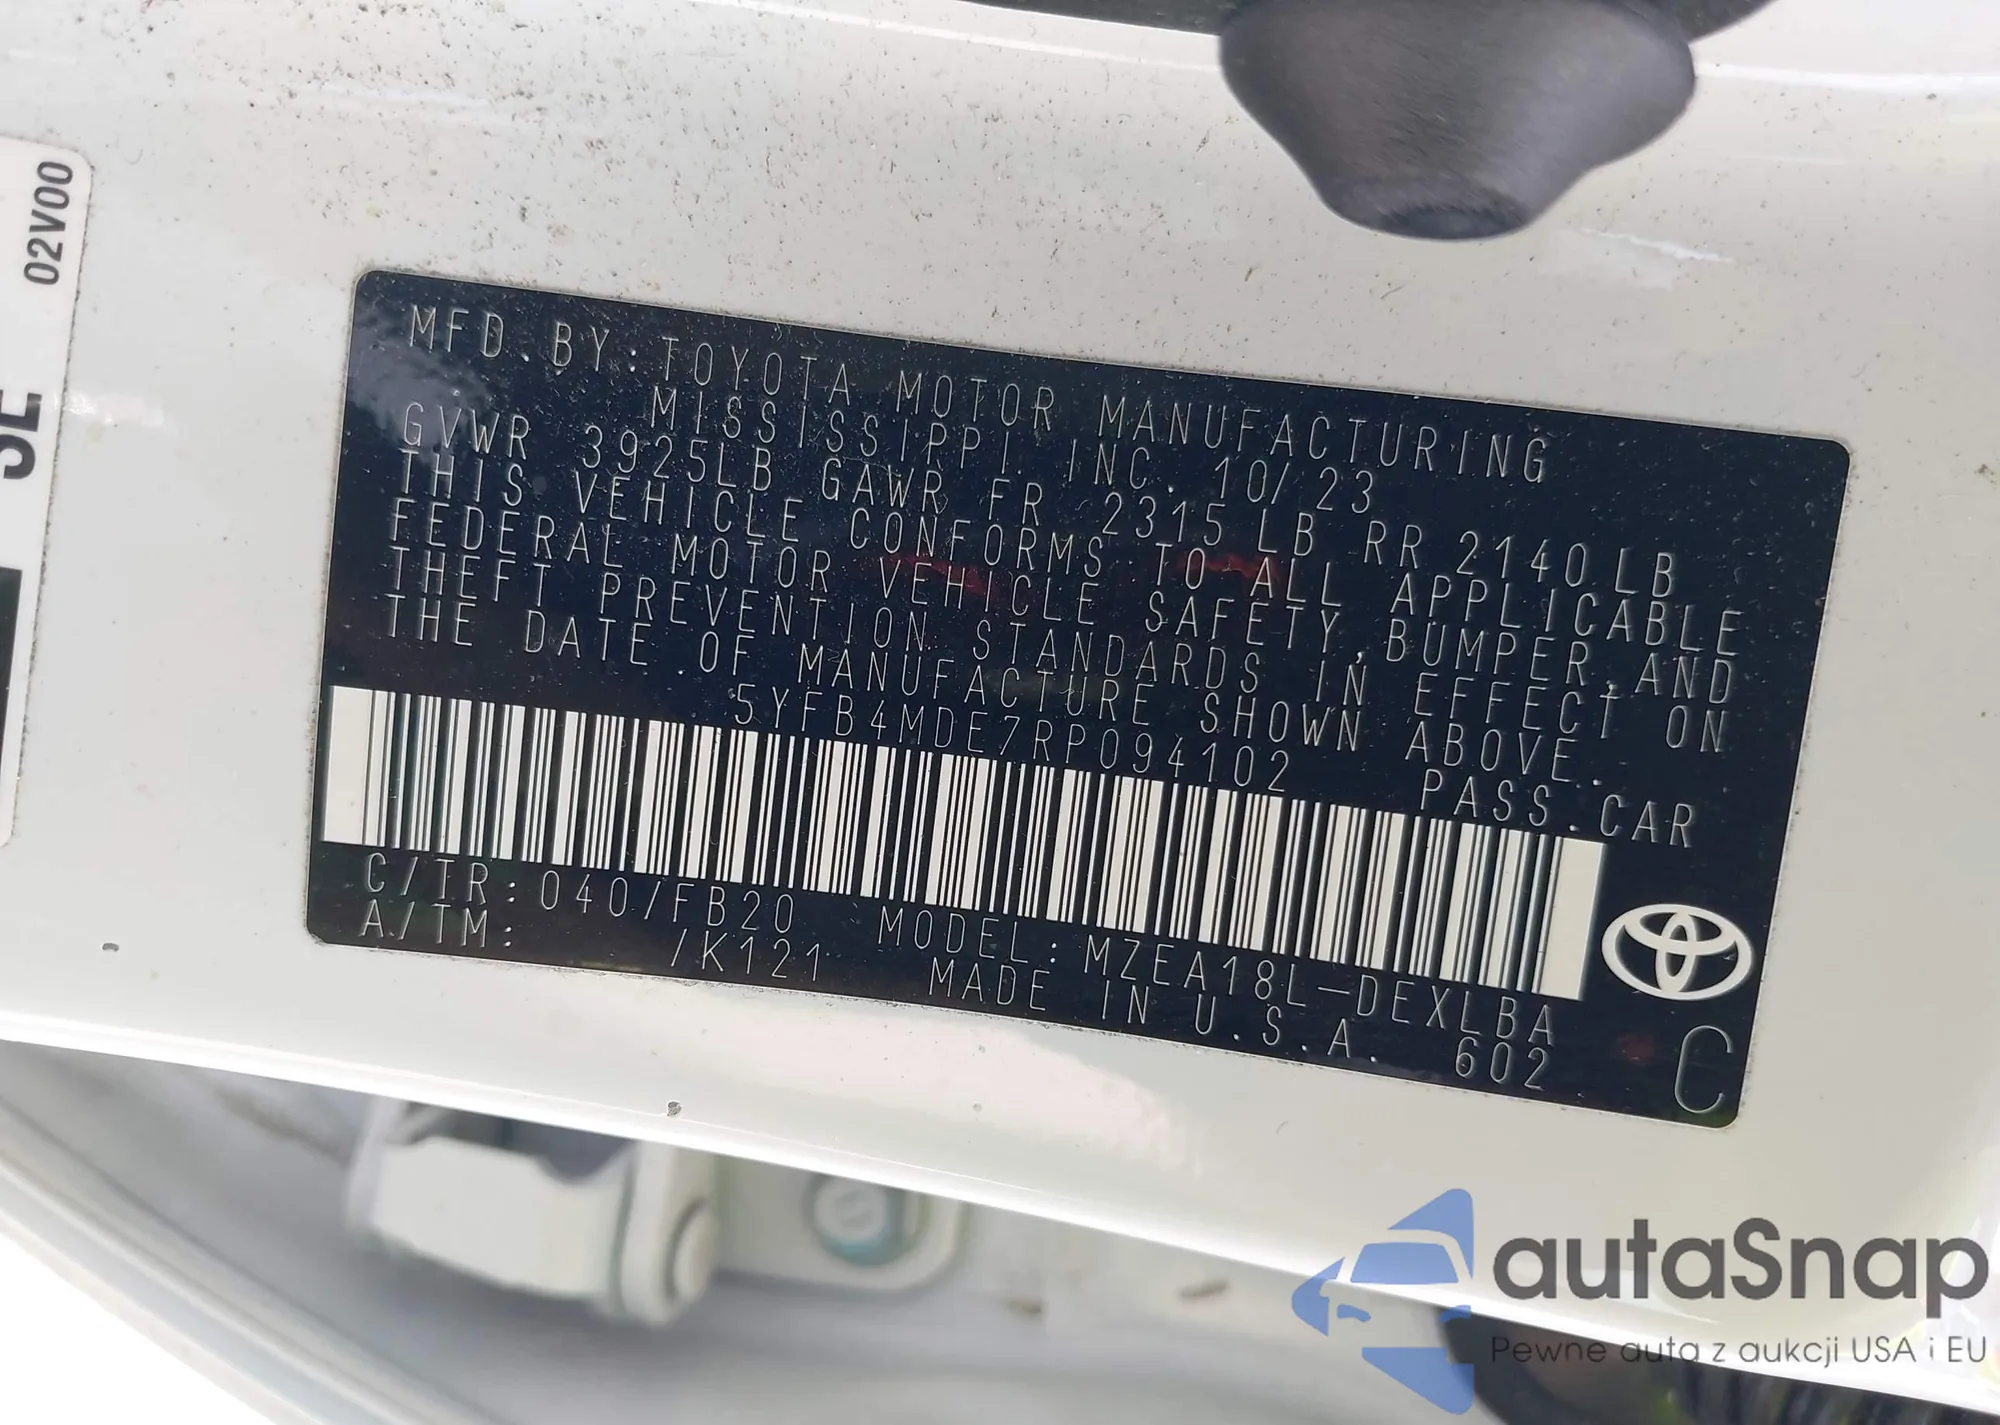 02V00
SE
MFD. BY: TOYOTA MOTOR MANUFACTURING
MISSISSIPPI, INC. 10/23
GVWR 3925LB GAWR FR 2315LB RR 2140LB
THIS VEHICLE CONFORMS TO ALL APPLICABLE
FEDERAL MOTOR VEHICLE SAFETY, BUMPER, AND
THEFT PREVENTION STANDARDS IN EFFECT ON
THE DATE OF MANUFACTURE SHOWN ABOVE.
5YFB4MDE7RP094102 PASS. CAR
C/TR: 040/FB20 MODEL: MZEA18L-DEXLBA
A/TM: /K121 MADE IN U.S.A. 602
C
autaSnap
Pewne auta z aukcji USA i EU